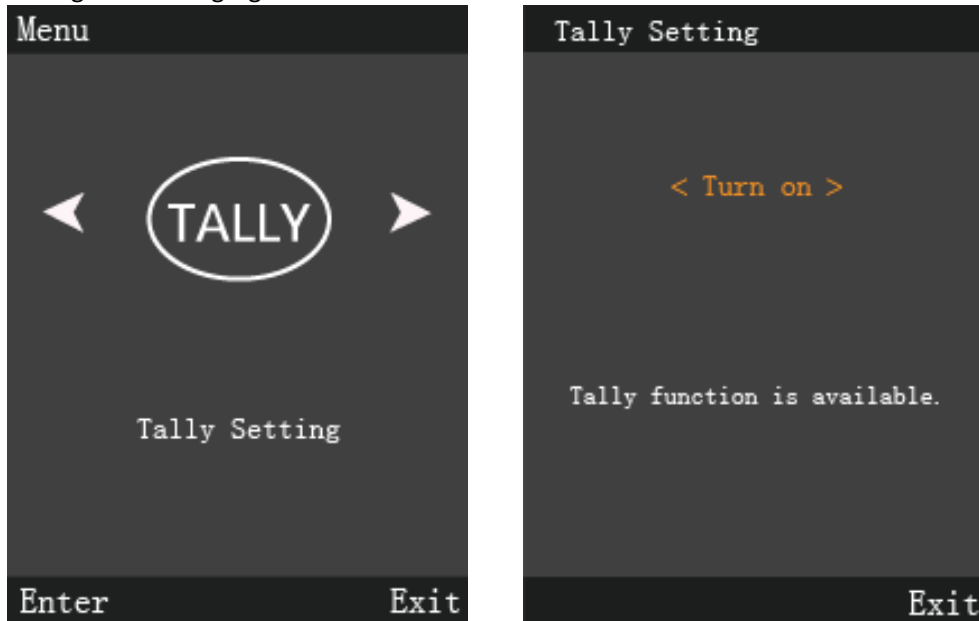 Menu
TALLY
Tally Setting
Enter Exit
Tally Setting
< Turn on >
Tally function is available.
Exit